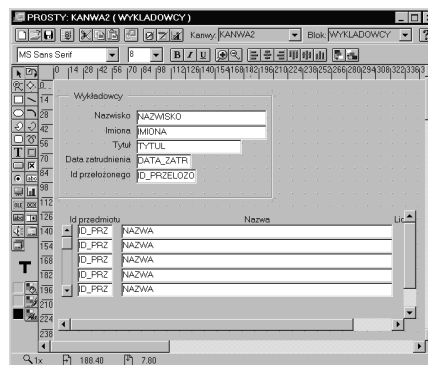 PROSTY: KANWA2 ( WYKLADOWCY )
Kanwy: KANWA2 Blok: WYKLADOWCY
MS Sans Serif 8 B I U
0 14 28 42 56 70 84 98 112 126 140 154 168 182 196 210 224 238 252 266 280 294 308 322 336 3
0
14
28
42
56
70
84
98
112
126
140
154
168
182
196
210
224
238
Wykładowcy
Nazwisko NAZWISKO
Imiona IMIONA
Tytuł TYTUL
Data zatrudnienia DATA_ZATR
Id przełożonego ID_PRZELOZO
Id przedmiotu Nazwa Lic
ID_PRZ NAZWA
ID_PRZ NAZWA
ID_PRZ NAZWA
ID_PRZ NAZWA
ID_PRZ NAZWA
1x 188.40 7.80